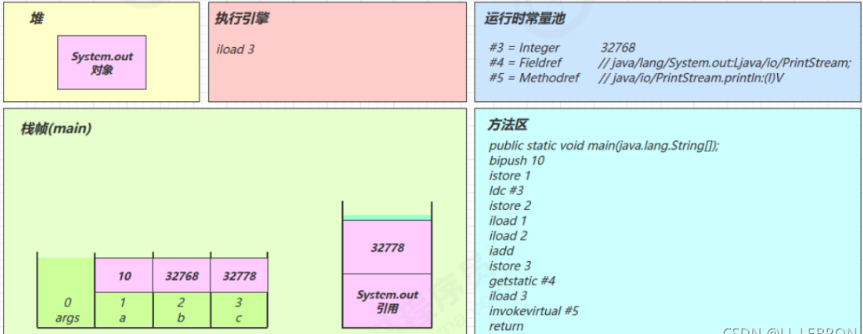 堆
System.out
对象
执行引擎
iload 3
运行时常量池
#3 = Integer 32768
#4 = Fieldref // java/lang/System.out:Ljava/io/PrintStream;
#5 = Methodref // java/io/PrintStream.println:(I)V
栈帧(main)
0
args
10
1
a
32768
2
b
32778
3
c
32778
System.out
引用
方法区
public static void main(java.lang.String[]);
bipush 10
istore 1
ldc #3
istore 2
iload 1
iload 2
iadd
istore 3
getstatic #4
iload 3
invokevirtual #5
return